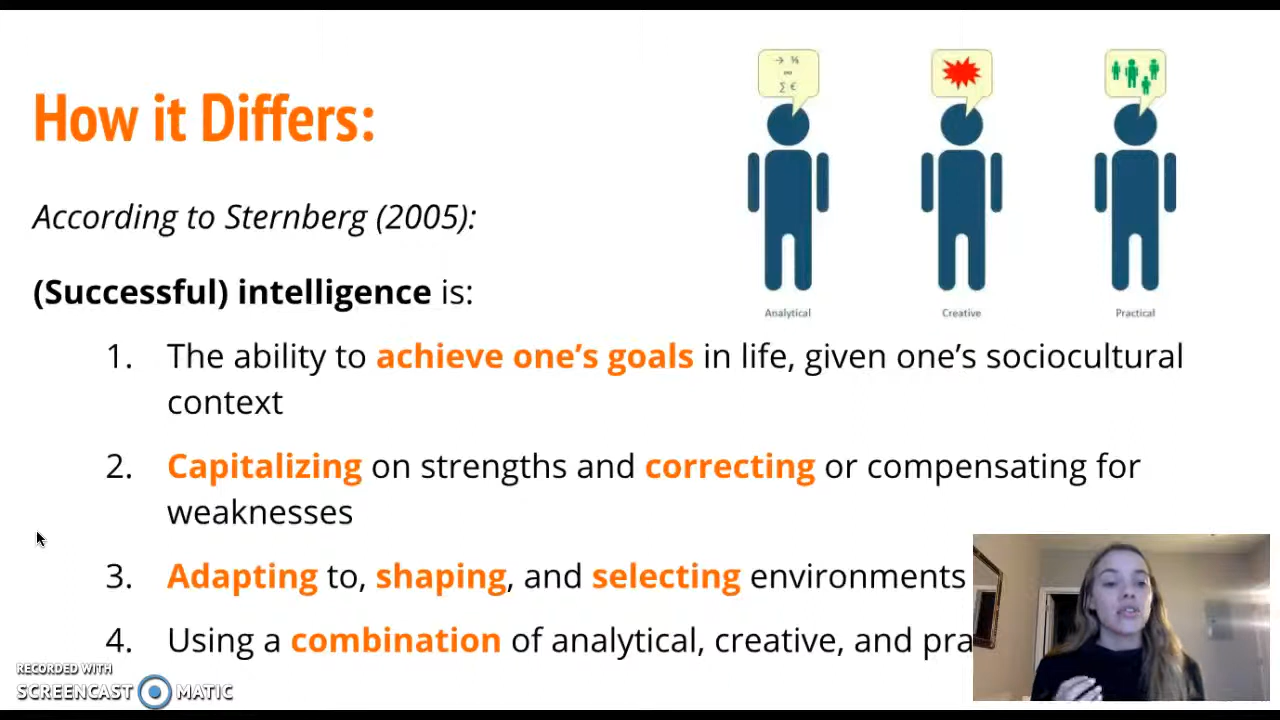 How it Differs:
According to Sternberg (2005):
(Successful) intelligence is:
→ ⅙
∞
∑ €
Analytical
Creative
Practical
1. The ability to achieve one's goals in life, given one's sociocultural
context
2. Capitalizing on strengths and correcting or compensating for
weaknesses
3. Adapting to, shaping, and selecting environments
4. Using a combination of analytical, creative, and pra
RECORDED WITH
SCREENCAST MATIC